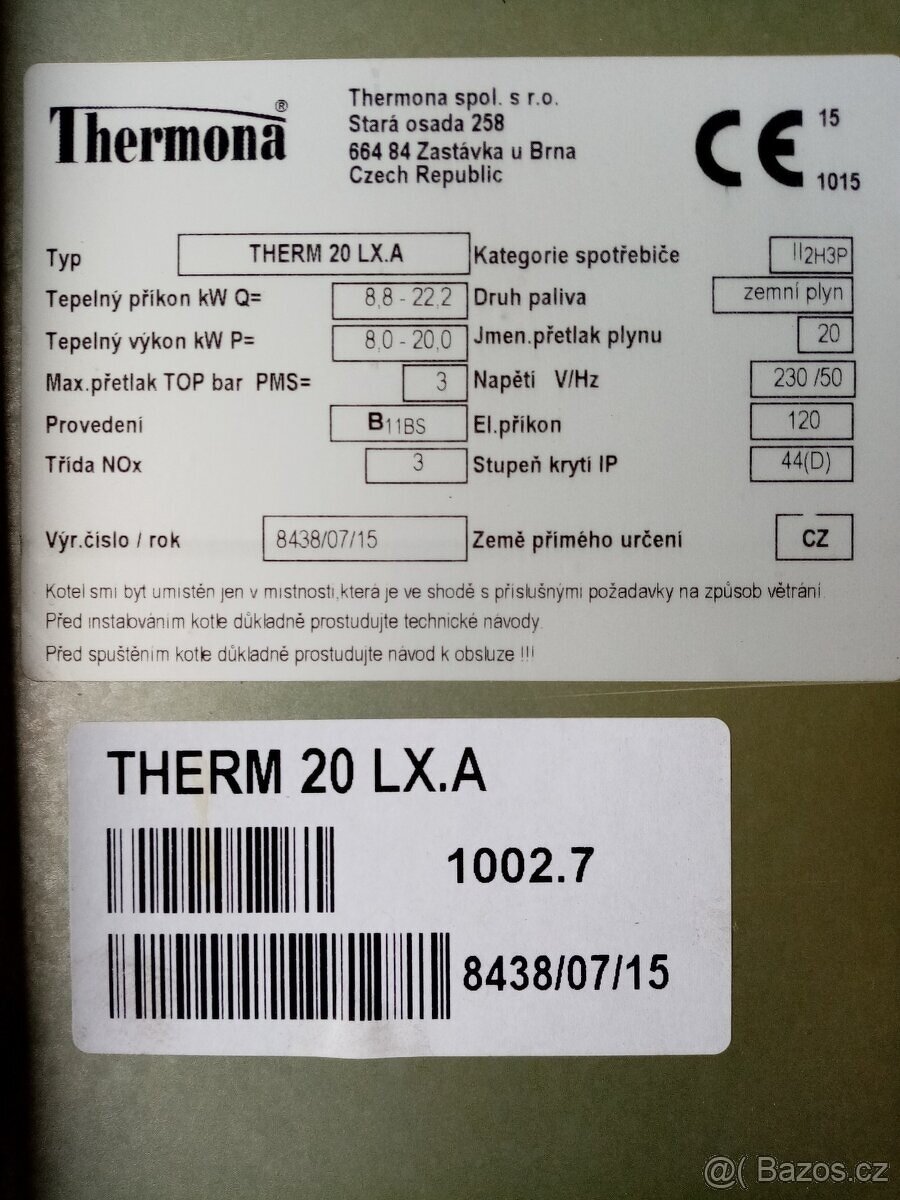 Thermona®
Thermona spol. s r.o.
Stará osada 258
664 84 Zastávka u Brna
Czech Republic
CE 15
1015
Typ THERM 20 LX.A Kategorie spotřebiče II2H3P
Tepelný příkon kW Q= 8,8 - 22,2 Druh paliva zemní plyn
Tepelný výkon kW P= 8,0 - 20,0 Jmen.přetlak plynu 20
Max.přetlak TOP bar PMS= 3 Napětí V/Hz 230 /50
Provedení B11BS El.příkon 120
Třída NOx 3 Stupeň krytí IP 44(D)
Výr.číslo / rok 8438/07/15 Země přímého určení CZ
Kotel smí být umístěn jen v místnosti,která je ve shodě s příslušnými požadavky na způsob větrání.
Před instalováním kotle důkladně prostudujte technické návody.
Před spuštěním kotle důkladně prostudujte návod k obsluze !!!
THERM 20 LX.A
1002.7
8438/07/15
@( Bazos.cz